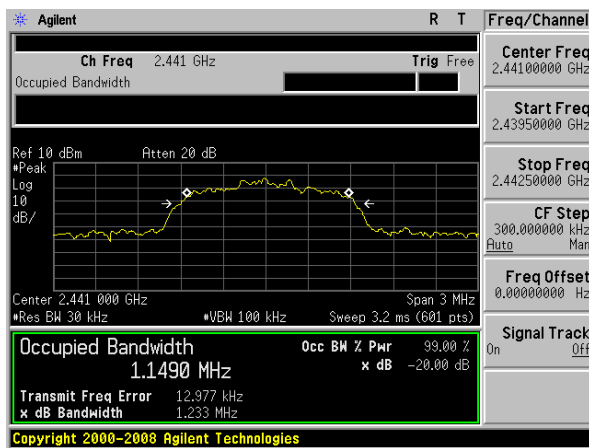 Agilent R T Freq/Channel
Ch Freq 2.441 GHz Trig Free
Occupied Bandwidth
Center Freq
2.44100000 GHz
Start Freq
2.43950000 GHz
Stop Freq
2.44250000 GHz
CF Step
300.000000 kHz
Auto Man
Freq Offset
0.00000000 Hz
Signal Track
On Off
Ref 10 dBm Atten 20 dB
#Peak
Log
10
dB/
Center 2.441 000 GHz Span 3 MHz
#Res BW 30 kHz #VBW 100 kHz Sweep 3.2 ms (601 pts)
Occupied Bandwidth
1.1490 MHz
Occ BW % Pwr 99.00 %
x dB -20.00 dB
Transmit Freq Error 12.977 kHz
x dB Bandwidth 1.233 MHz
Copyright 2000-2008 Agilent Technologies